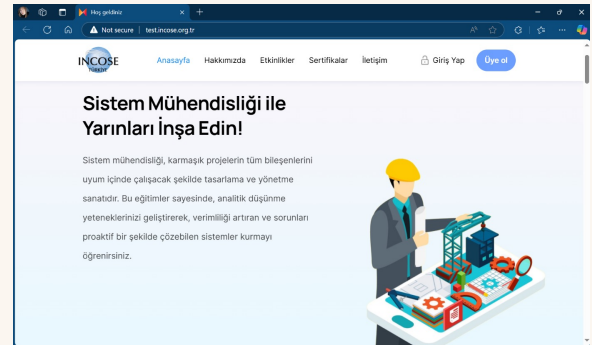 Hoş geldiniz
Not secure | test.incose.org.tr
INCOSE
TÜRKİYE
Anasayfa Hakkımızda Etkinlikler Sertifikalar İletişim Giriş Yap Üye ol
Sistem Mühendisliği ile
Yarınları İnşa Edin!
Sistem mühendisliği, karmaşık projelerin tüm bileşenlerini
uyum içinde çalışacak şekilde tasarlama ve yönetme
sanatıdır. Bu eğitimler sayesinde, analitik düşünme
yeteneklerinizi geliştirerek, verimliliği artıran ve sorunları
proaktif bir şekilde çözebilen sistemler kurmayı
öğrenirsiniz.